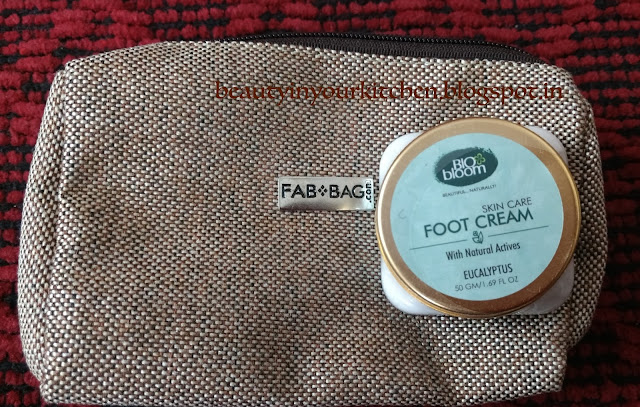 beautyinyourkitchen.blogspot.in
FAB BAG
.com
BIO
bloom
BEAUTIFUL. NATURALLY!
SKIN CARE
FOOT CREAM
With Natural Actives
EUCALYPTUS
50 GM/1.69 FL OZ